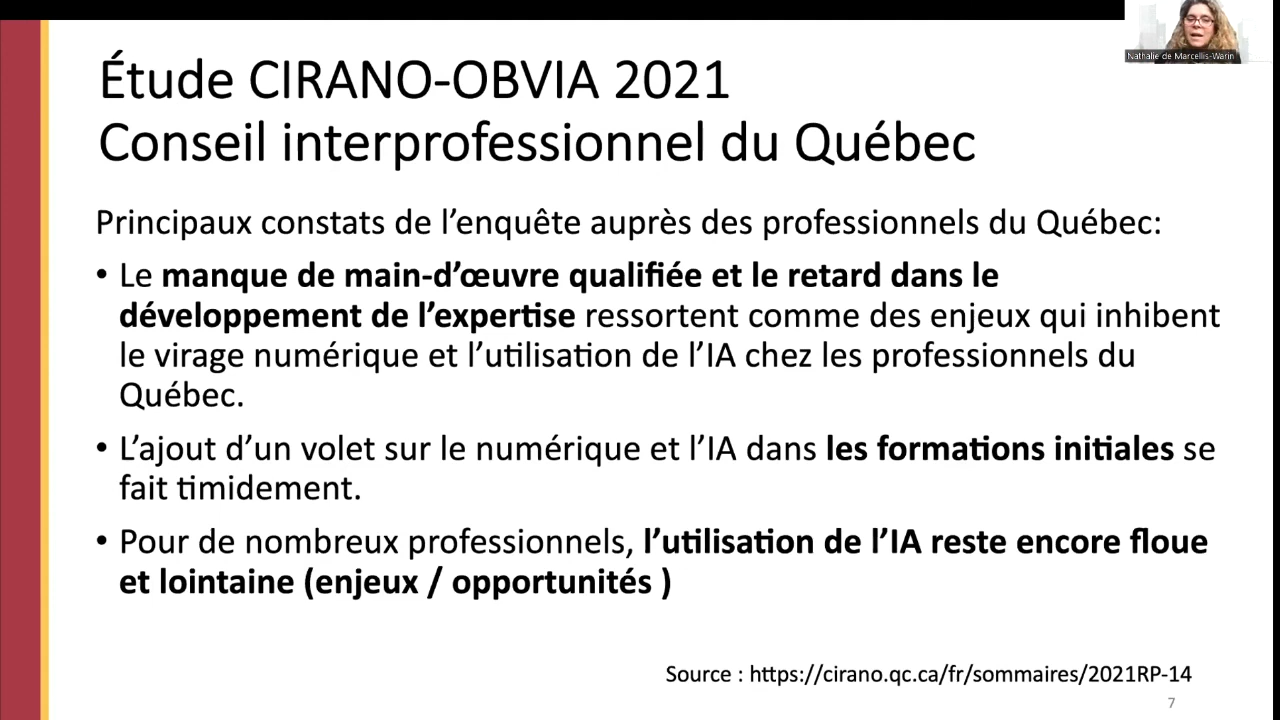 Nathalie de Marcellis-Warin
Étude CIRANO-OBVIA 2021
Conseil interprofessionnel du Québec
Principaux constats de l’enquête auprès des professionnels du Québec:
• Le manque de main-d’œuvre qualifiée et le retard dans le
développement de l’expertise ressortent comme des enjeux qui inhibent
le virage numérique et l’utilisation de l’IA chez les professionnels du
Québec.
• L’ajout d’un volet sur le numérique et l’IA dans les formations initiales se
fait timidement.
• Pour de nombreux professionnels, l’utilisation de l’IA reste encore floue
et lointaine (enjeux / opportunités )
Source : https://cirano.qc.ca/fr/sommaires/2021RP-14
7